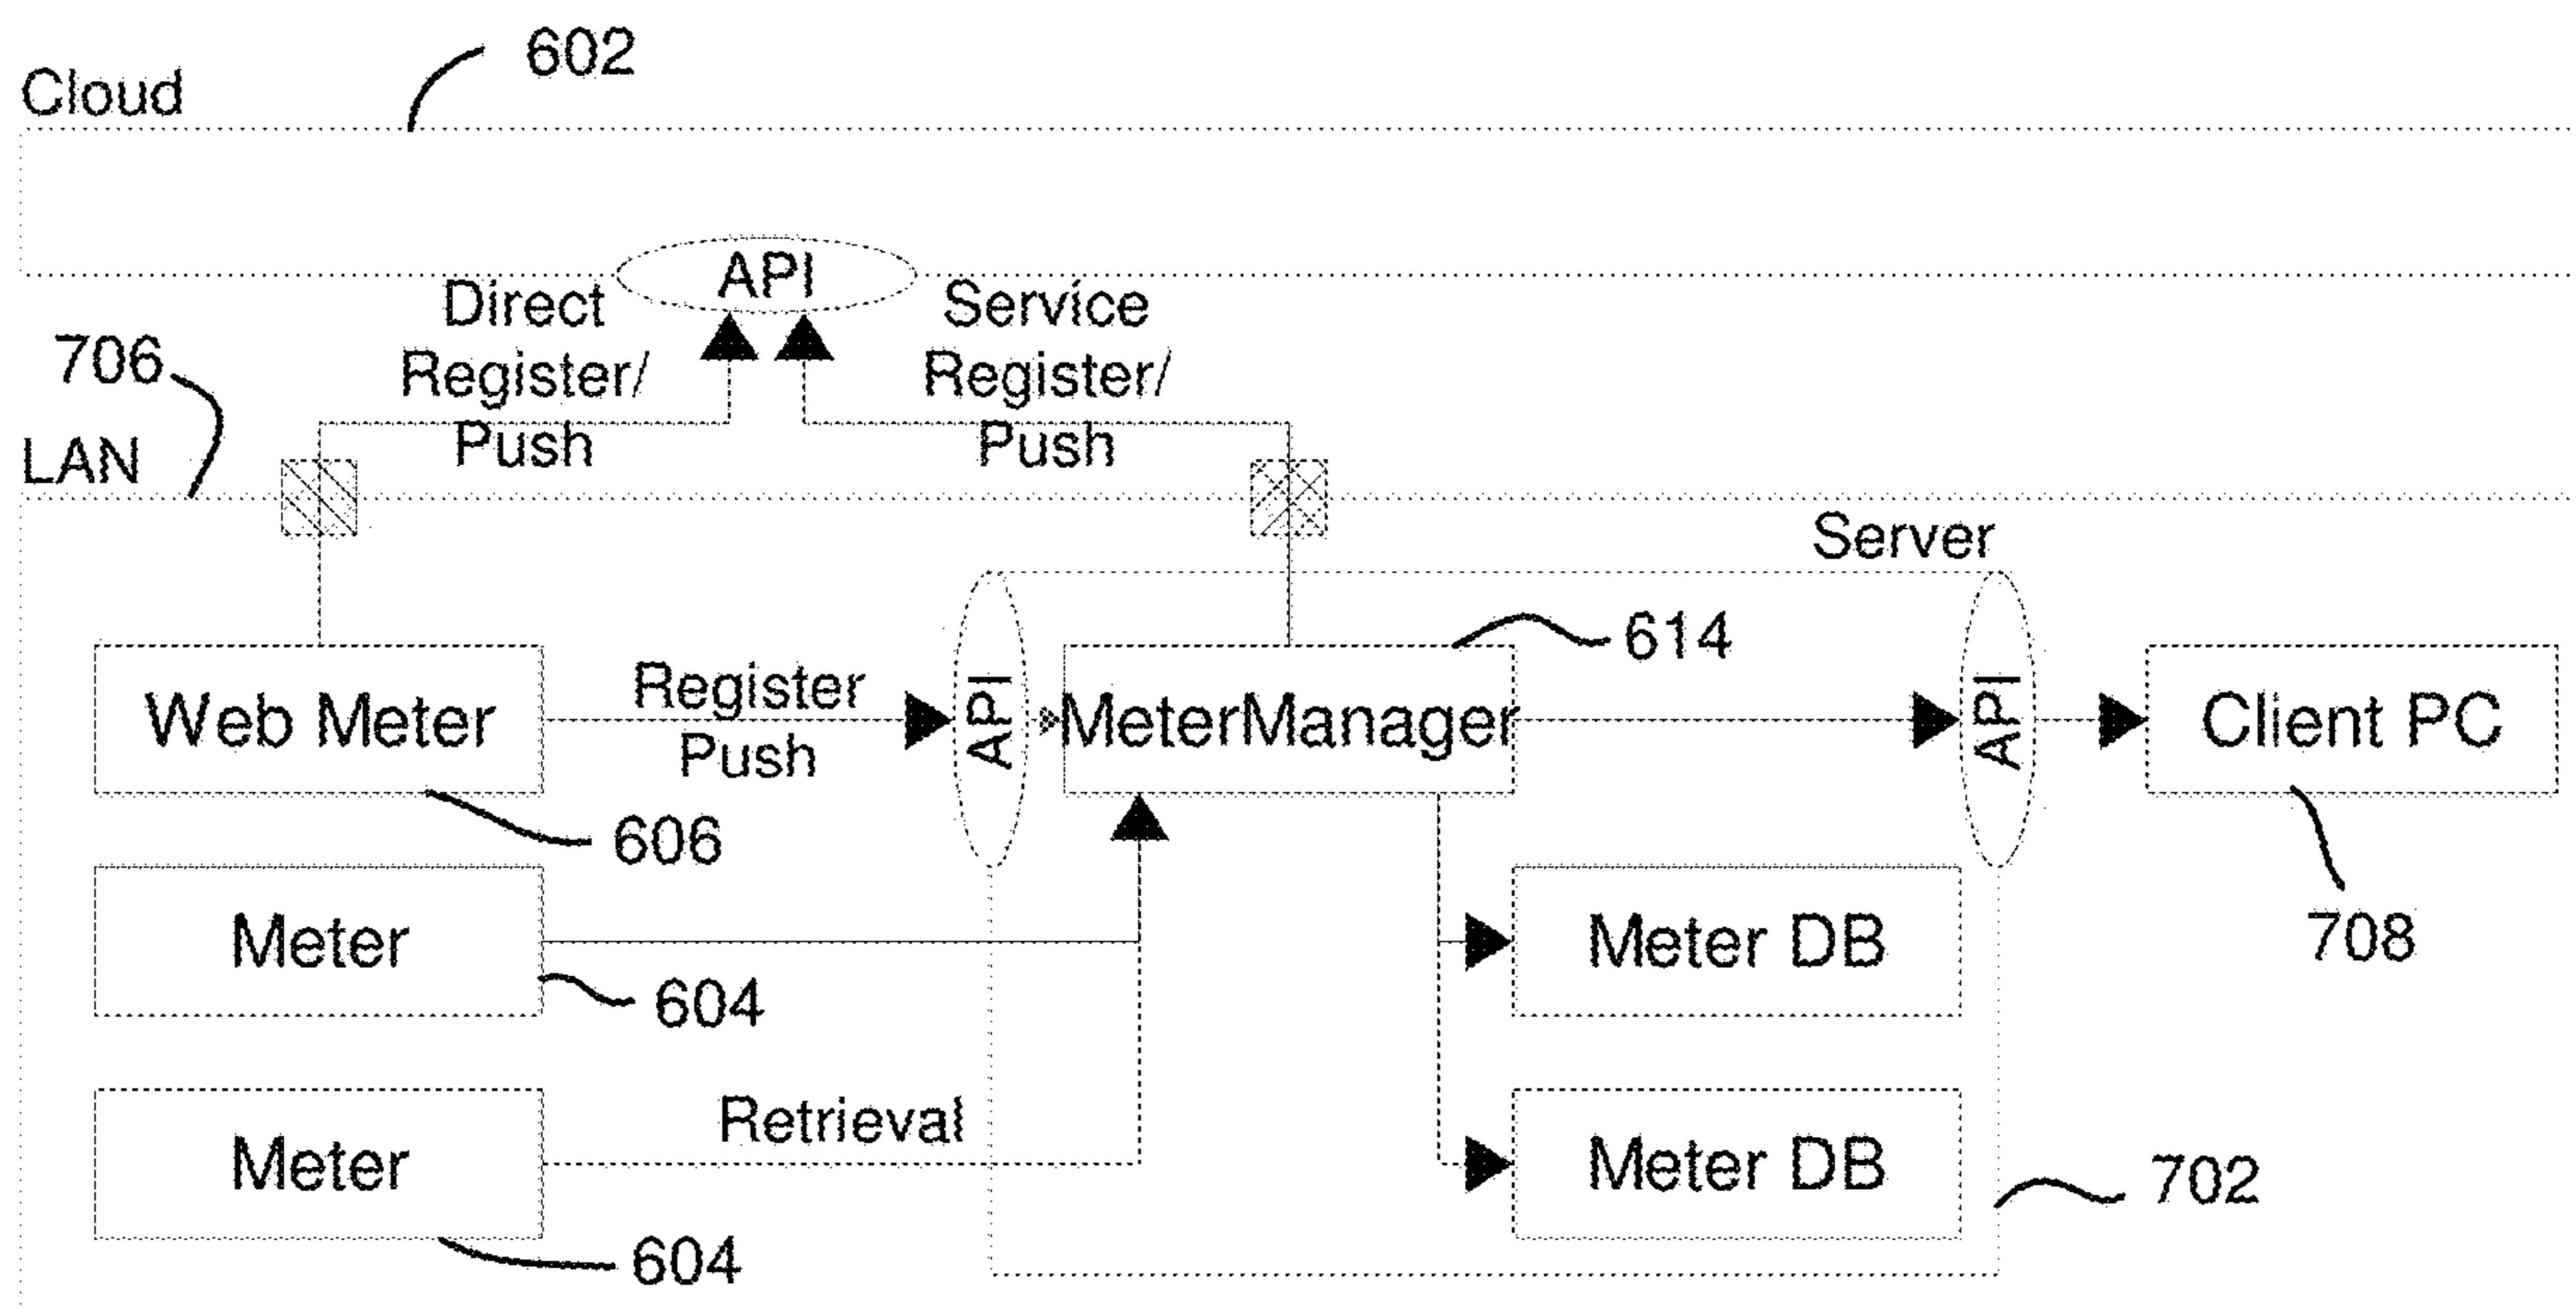 602
Cloud
API
Direct
Register/
Push
Service
Register/
Push
706
LAN
Server
614
Web Meter
Register
Push
API
MeterManager
API
Client PC
606
Meter
604
Meter DB
708
Meter
Retrieval
604
Meter DB
702